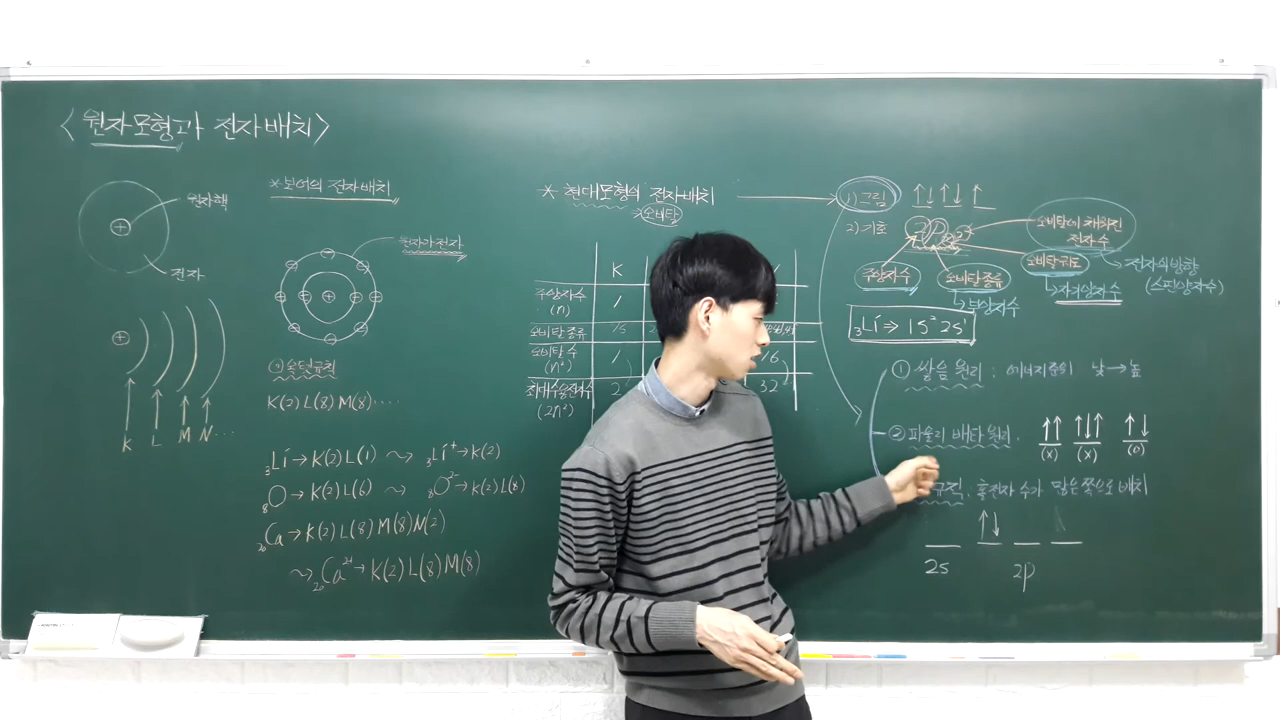 <원자모형과 전자배치>
원자핵
+
전자
+
K L M N...
*보어의 전자배치
원자가 전자
옥텟규칙
K(2) L(8) M(8)....
₃Li→K(2)L(1) ~> ₃Li⁺→K(2)
₈O→K(2)L(6) ~> ₈O²⁻→K(2)L(8)
₂₀Ca→K(2)L(8)M(8)N(2)
~>₂₀Ca²⁺→K(2)L(8)M(8)
* 현대모형의 전자배치
오비탈
K
주양자수 (n) 1
오비탈 종류 1s
오비탈 수 (n²) 1 16
최대수용전자수 (2n²) 2 32
1) 그림 ↑↓ ↑↓ ↑
2) 기호 2p
오비탈에 채워진 전자 수
주양자수
오비탈 종류
→부양자수
오비탈
→자기양자수
→전자의 방향 (스핀양자수)
₃Li⇒1s²2s¹
① 쌓음 원리 : 에너지준위 낮→높
② 파울리 배타 원리. ↑↑ (x) ↑↓↑ (x) ↑↓ (o)
규칙. 홀전자 수가 많은 쪽으로 배치
↑↓
2s 2p